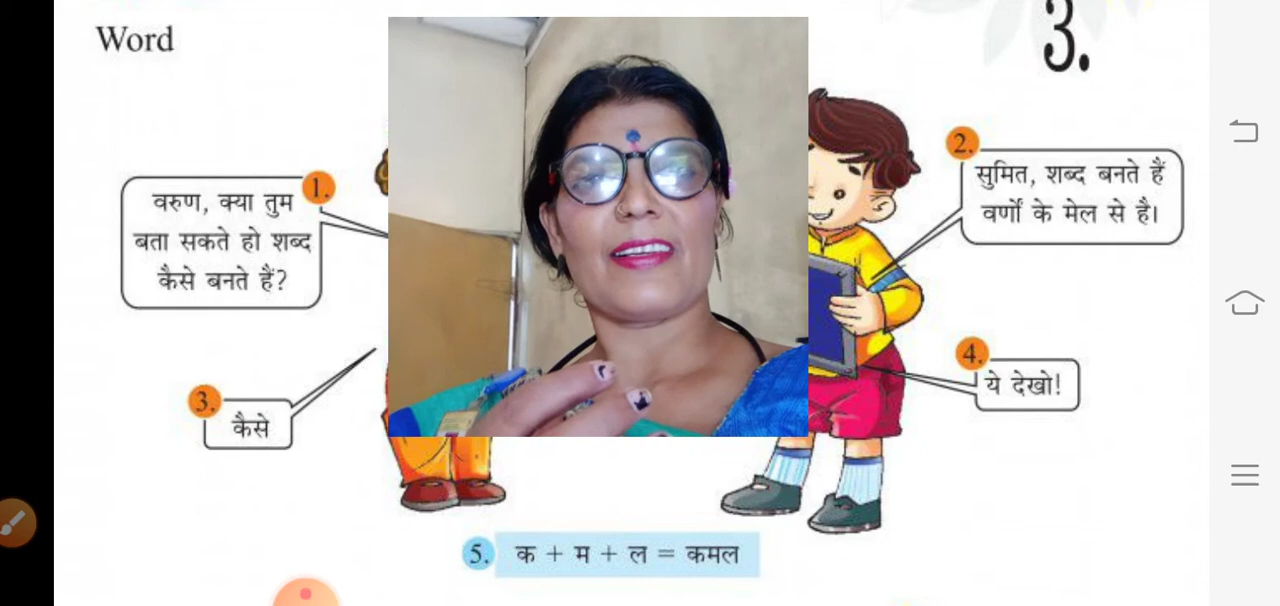 Word
3.
1.
वरुण, क्या तुम
बता सकते हो शब्द
कैसे बनते हैं?
2.
सुमित, शब्द बनते हैं
वर्णों के मेल से है।
3.
कैसे
4.
ये देखो!
5. क + म + ल = कमल